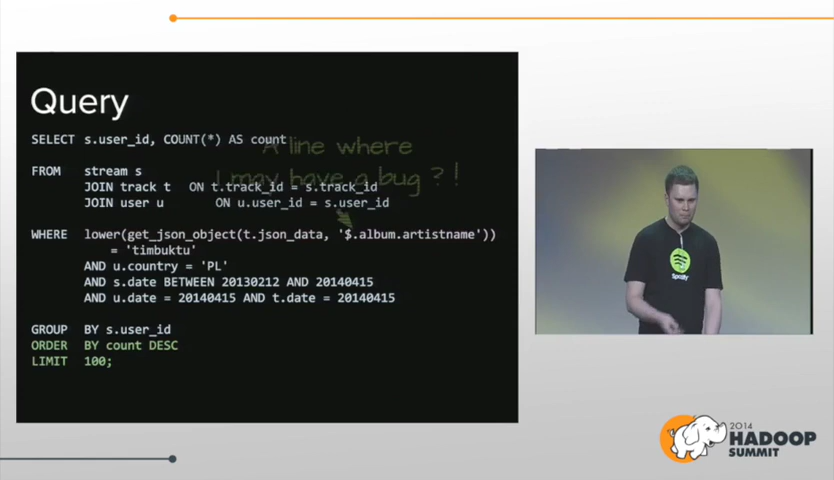 Query
SELECT s.user_id, COUNT(*) AS count
A line where
I may have a bug ? !
FROM stream s
JOIN track t ON t.track_id = s.track_id
JOIN user u ON u.user_id = s.user_id
WHERE lower(get_json_object(t.json_data, '$.album.artistname'))
= 'timbuktu'
AND u.country = 'PL'
AND s.date BETWEEN 20130212 AND 20140415
AND u.date = 20140415 AND t.date = 20140415
GROUP BY s.user_id
ORDER BY count DESC
LIMIT 100;
Spotify
2014
HADOOP
SUMMIT